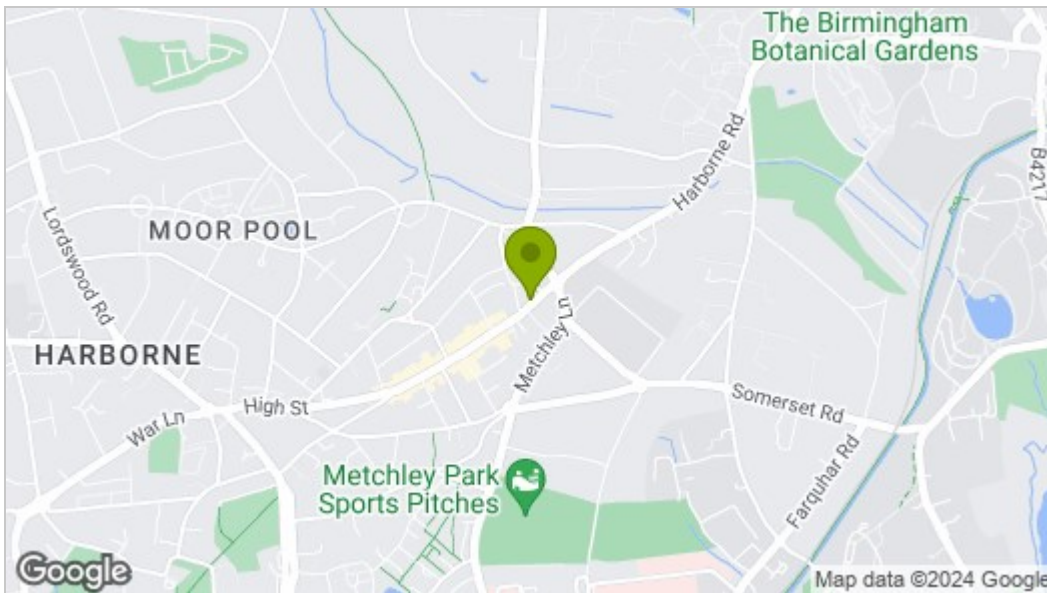 The Birmingham
Botanical Gardens
Harborne Rd
B4217
Lordswood Rd
MOOR POOL
HARBORNE
Metchley Ln
High St
War Ln
Somerset Rd
Farquhar Rd
Metchley Park
Sports Pitches
Google
Map data ©2024 Google